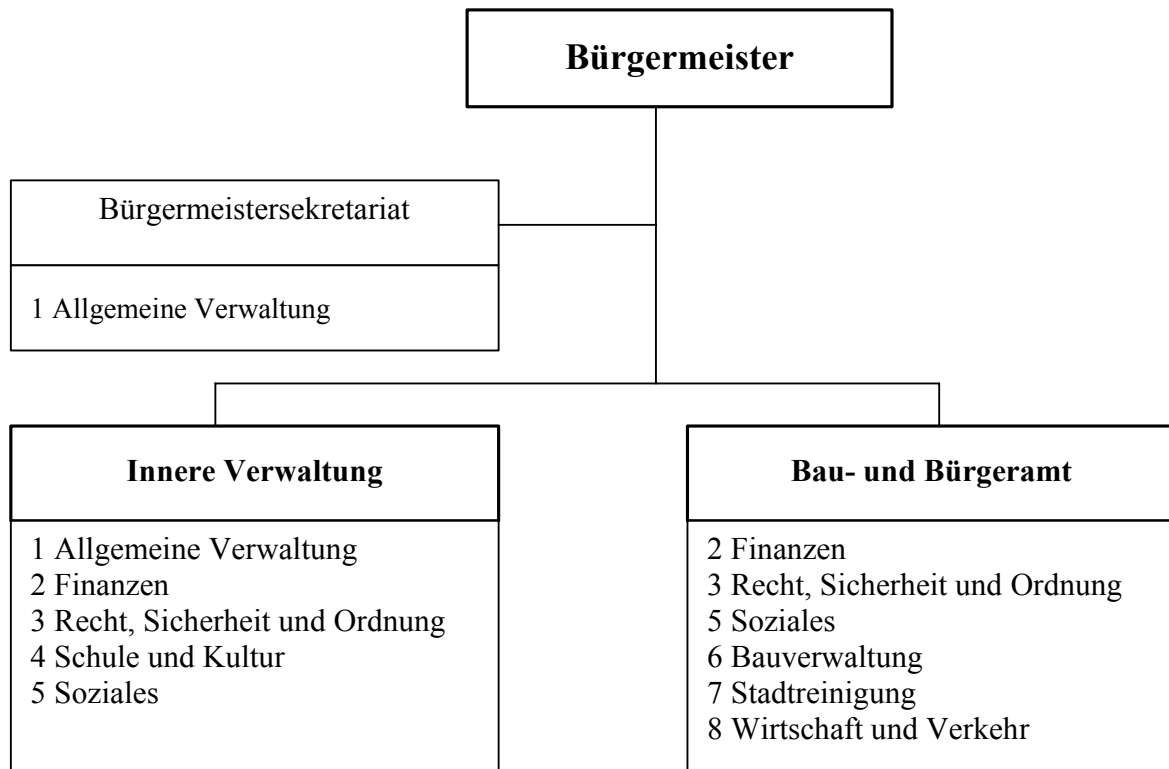 Bürgermeister
Bürgermeistersekretariat
1 Allgemeine Verwaltung
Innere Verwaltung
1 Allgemeine Verwaltung
2 Finanzen
3 Recht, Sicherheit und Ordnung
4 Schule und Kultur
5 Soziales
Bau- und Bürgeramt
2 Finanzen
3 Recht, Sicherheit und Ordnung
5 Soziales
6 Bauverwaltung
7 Stadtreinigung
8 Wirtschaft und Verkehr